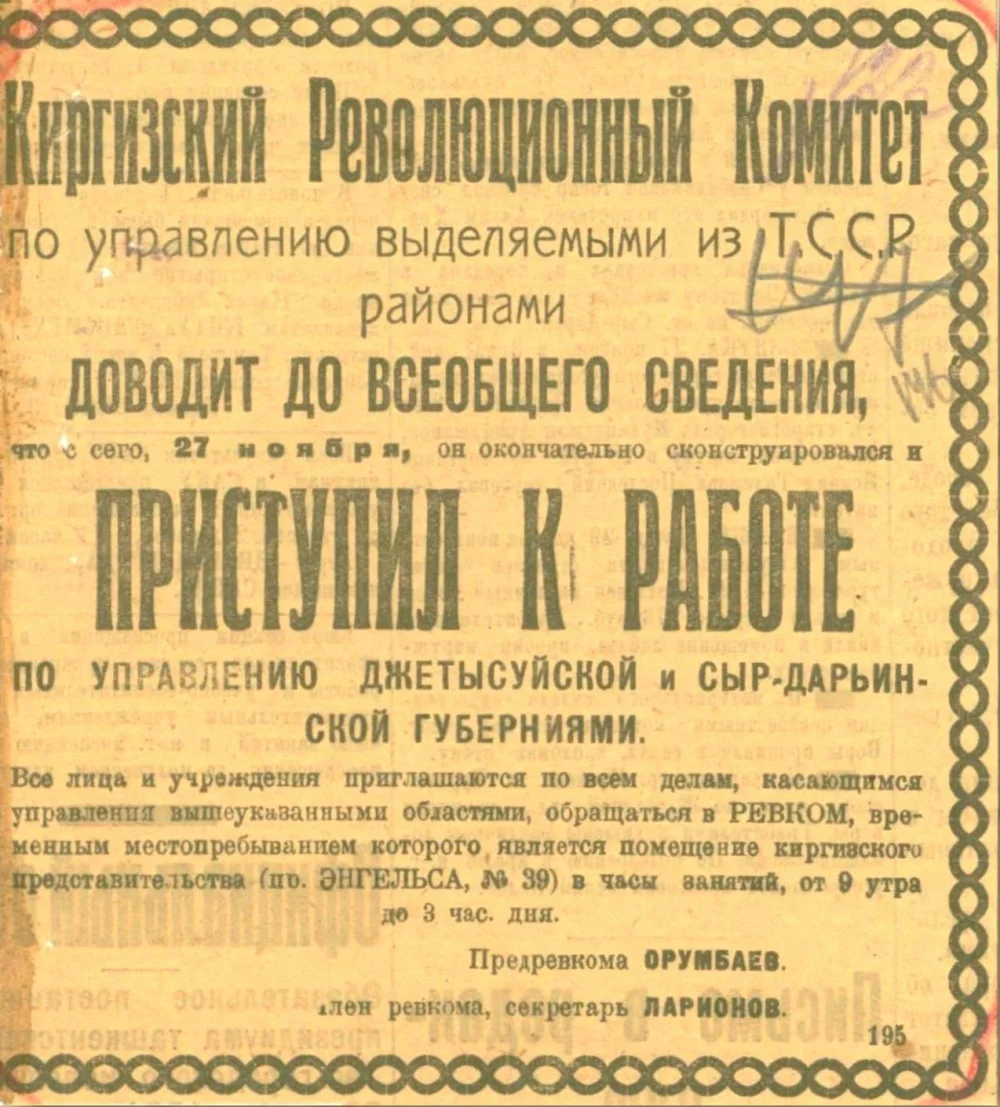 Киргизский Революционный Комитет
по управлению выделяемыми из Т.С.С.Р
районами
ДОВОДИТ ДО ВСЕОБЩЕГО СВЕДЕНИЯ,
что с сего, 27 ноября, он окончательно сконструировался и
ПРИСТУПИЛ К РАБОТЕ
ПО УПРАВЛЕНИЮ ДЖЕТЫСУЙСКОЙ и СЫР-ДАРЬИН-
СКОЙ ГУБЕРНИЯМИ.
Все лица и учреждения приглашаются по всем делам, касающимся
управления вышеуказанными областями, обращаться в РЕВКОМ, вре-
менным местопребыванием которого является помещение киргизского
представительства (по. ЭНГЕЛЬСА, № 39) в часы занятий, от 9 утра
до 3 час. дня.
Предревкома ОРУМБАЕВ.
лен ревкома, секретарь ЛАРИОНОВ.
195